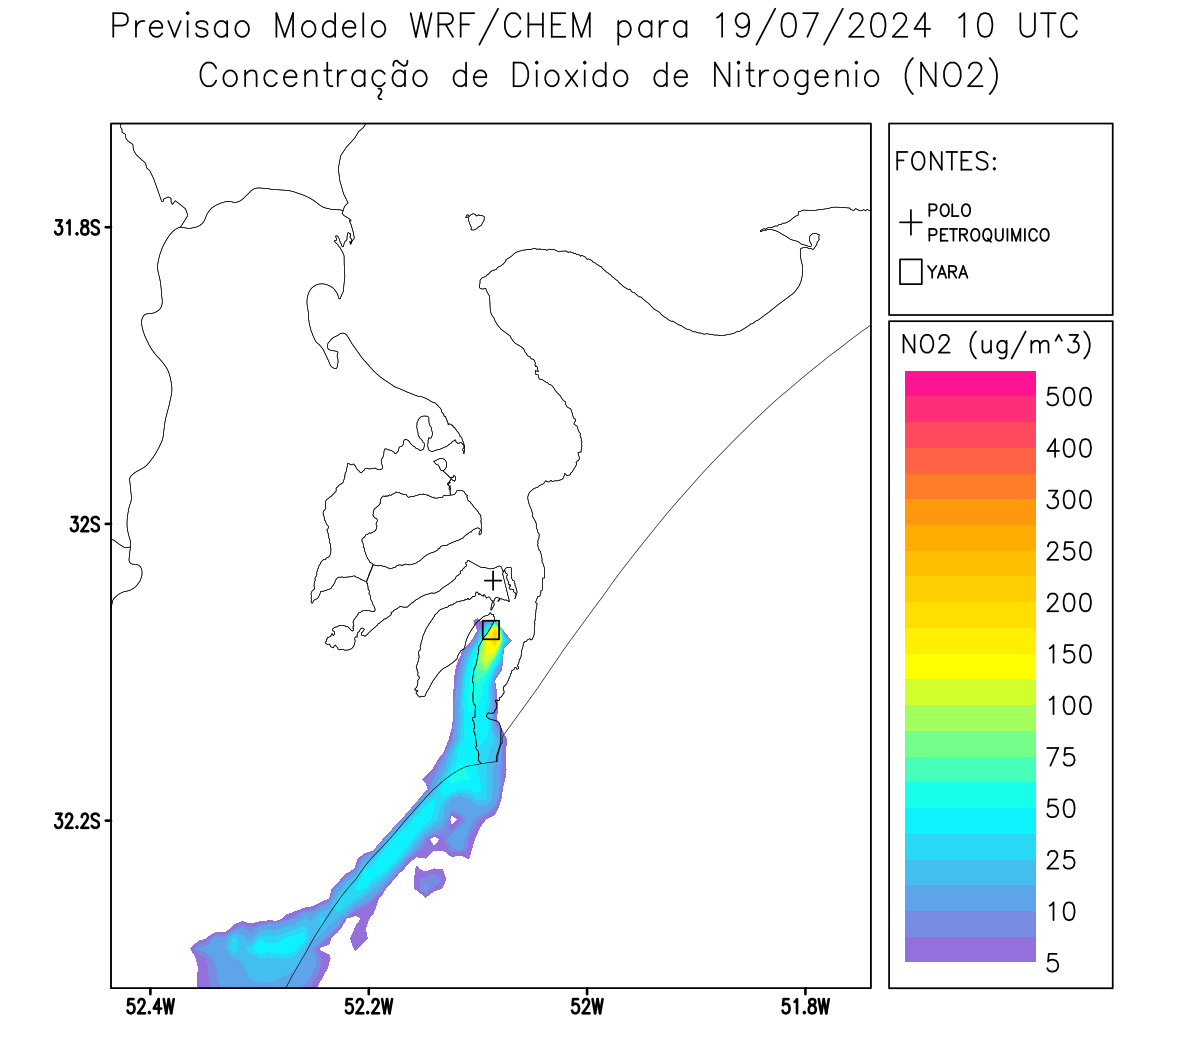 Previsao Modelo WRF/CHEM para 19/07/2024 10 UTC
Concentração de Dioxido de Nitrogenio (NO2)
FONTES:
POLO
PETROQUIMICO
YARA
NO2 (ug/m^3)
500
400
300
250
200
150
100
75
50
25
10
5
31.8S
32S
32.2S
52.4W
52.2W
52W
51.8W